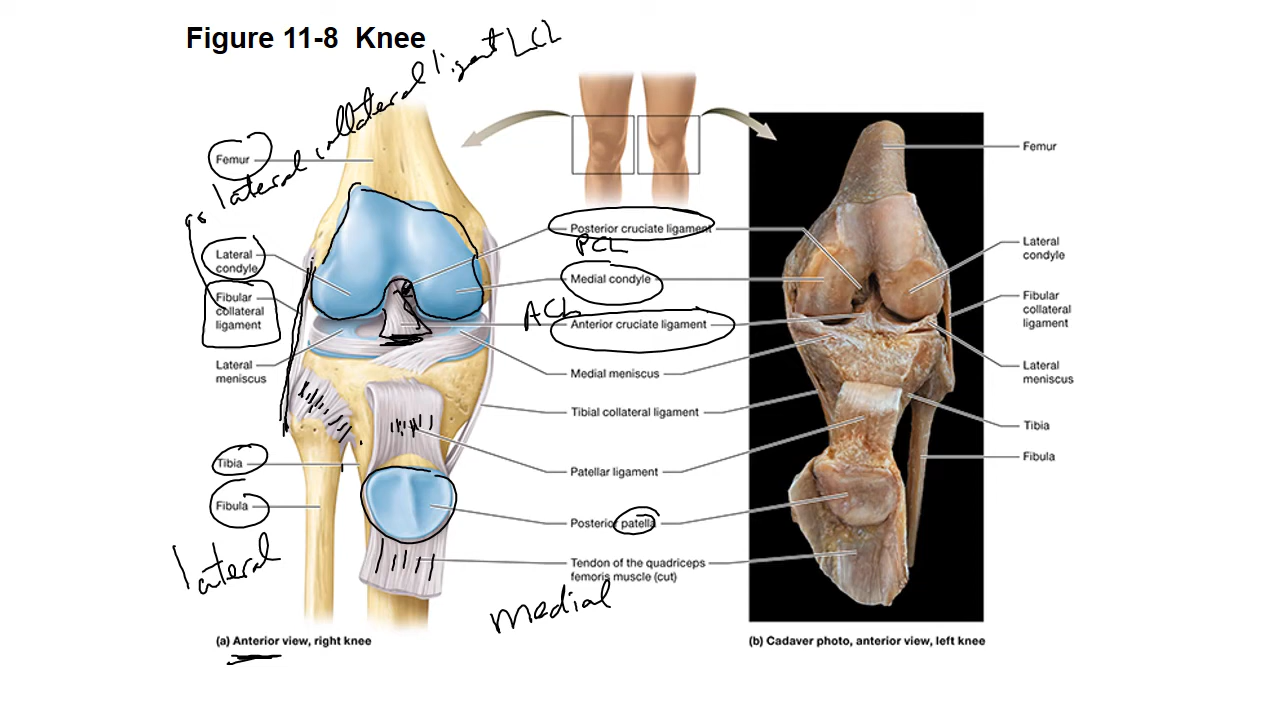 Figure 11-8  Knee
lateral collateral ligent LCL
as
Femur
Lateral
condyle
Fibular
collateral
ligament
Lateral
meniscus
Tibia
Fibula
lateral
Posterior cruciate ligament
PCL
Medial condyle
ACL
Anterior cruciate ligament
Medial meniscus
Tibial collateral ligament
Patellar ligament
Posterior patella
Tendon of the quadriceps
femoris muscle (cut)
medial
Femur
Lateral
condyle
Fibular
collateral
ligament
Lateral
meniscus
Tibia
Fibula
(a) Anterior view, right knee
(b) Cadaver photo, anterior view, left knee